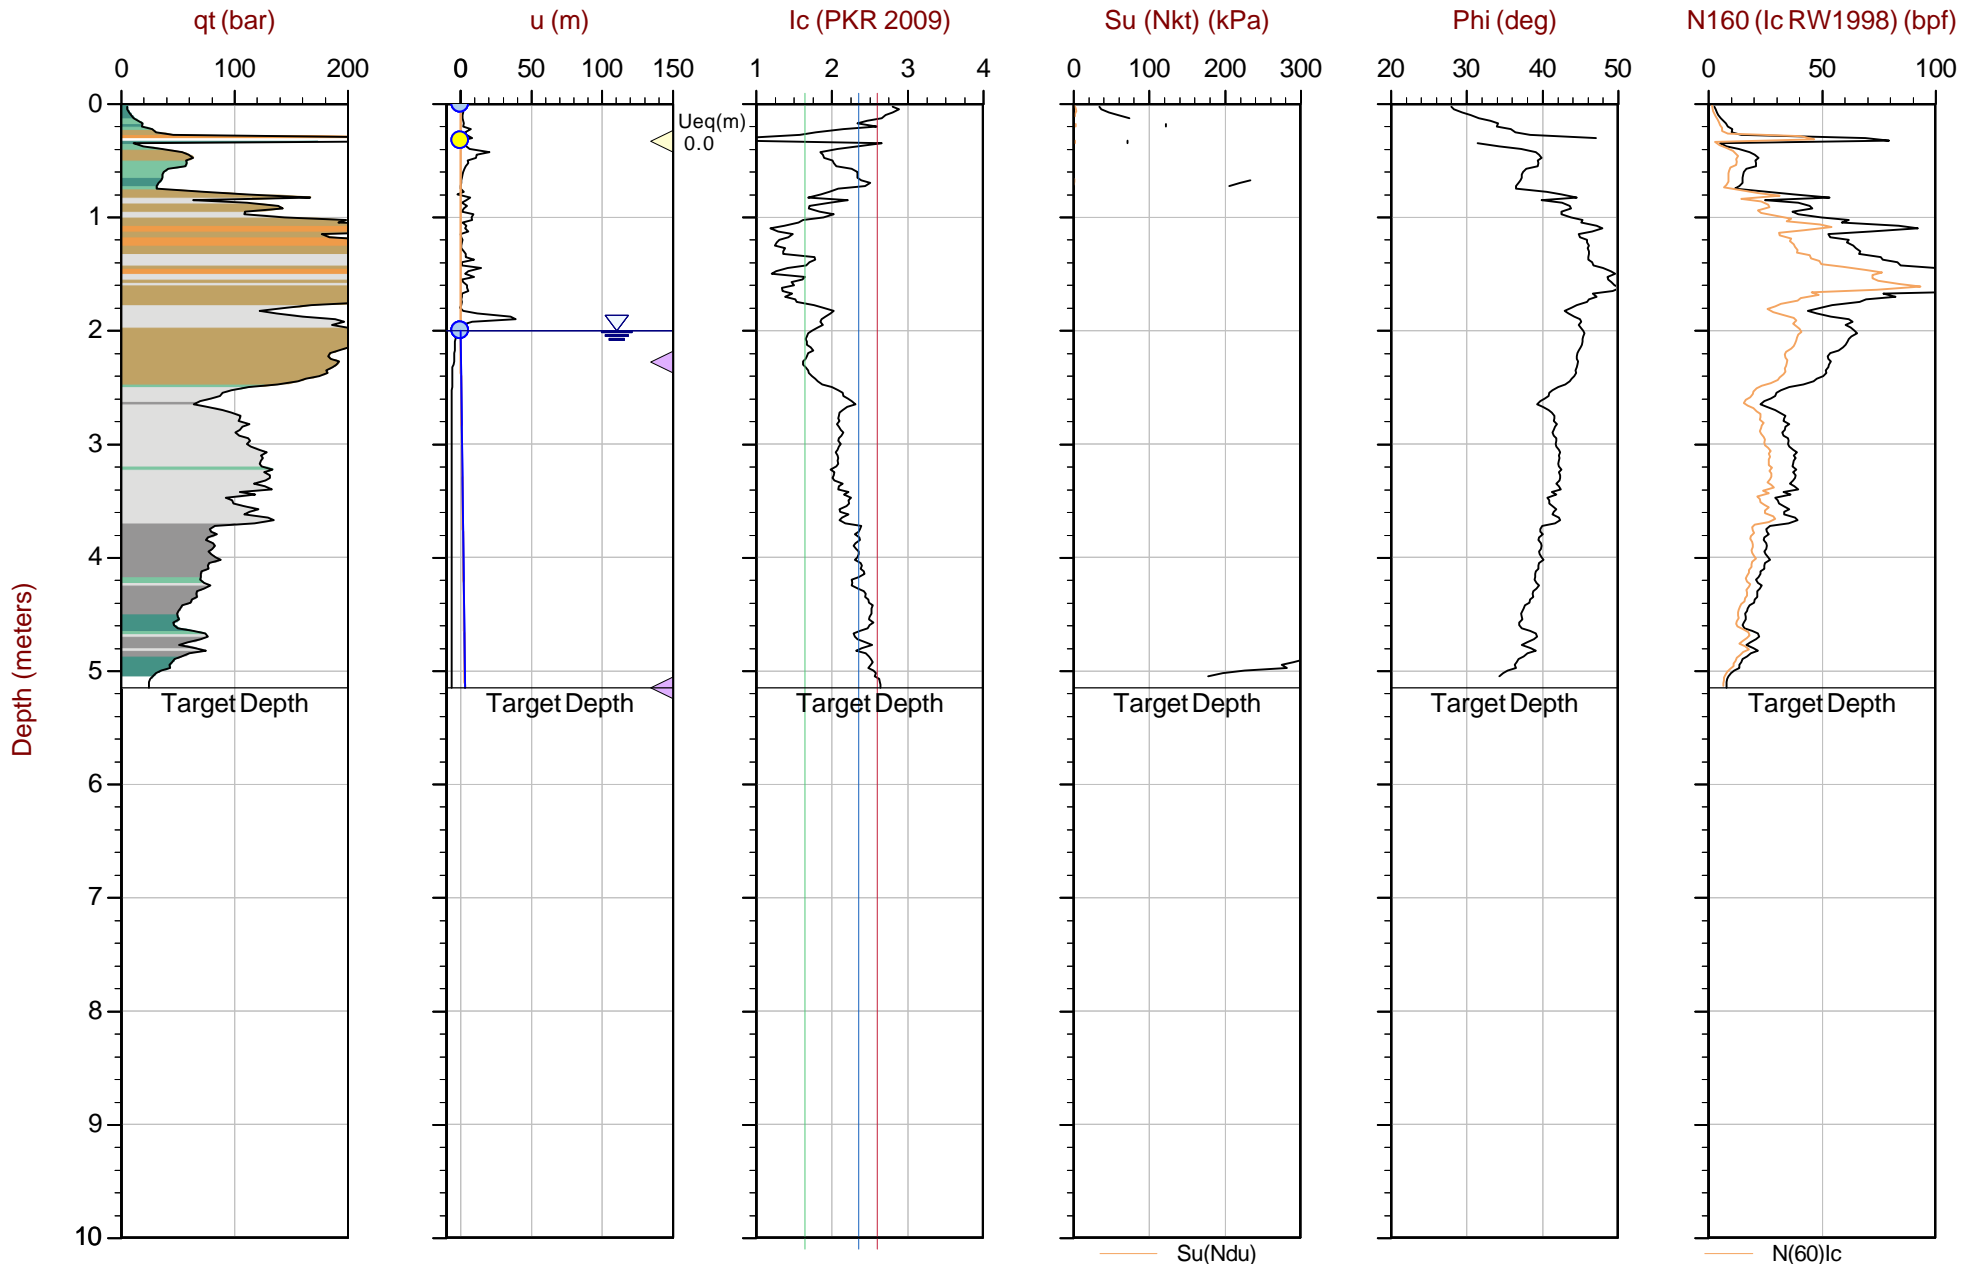 qt (bar)
u (m)
Ic (PKR 2009)
Su (Nkt) (kPa)
Phi (deg)
N160 (Ic RW1998) (bpf)
0 100 200
0 50 100 150
1 2 3 4
0 100 200 300
20 30 40 50
0 50 100
0
Ueq(m)
0.0
1
2
3
4
5
Target Depth
Target Depth
Target Depth
Target Depth
Target Depth
Target Depth
Depth (meters)
6
7
8
9
10
Su(Ndu)
N(60)Ic